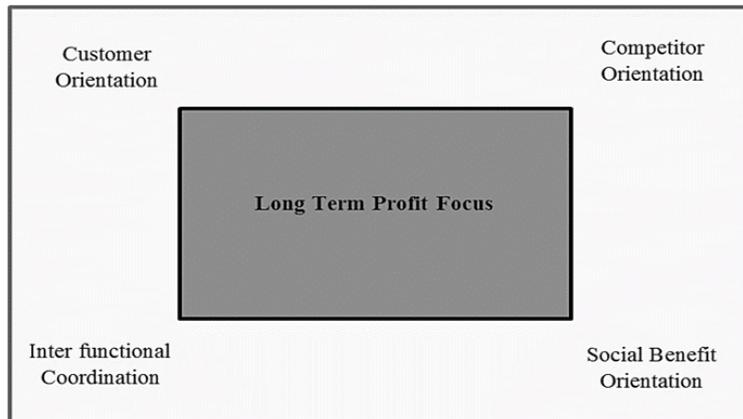 Customer
Orientation
Competitor
Orientation
Long Term Profit Focus
Inter functional
Coordination
Social Benefit
Orientation